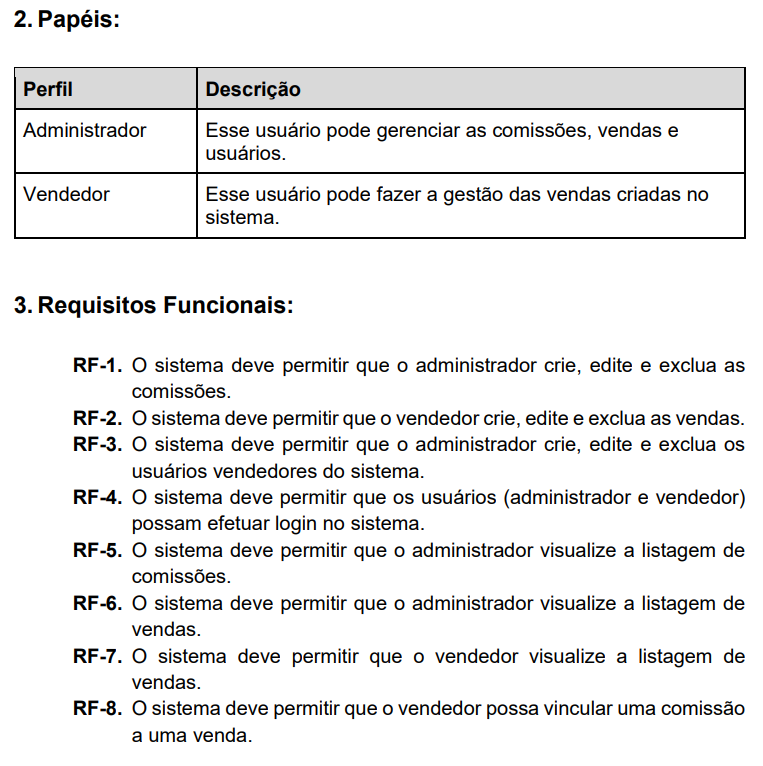 2. Papéis:
Perfil
Descrição
Administrador
Esse usuário pode gerenciar as comissões, vendas e
usuários.
Vendedor
Esse usuário pode fazer a gestão das vendas criadas no
sistema.
3. Requisitos Funcionais:
RF-1. O sistema deve permitir que o administrador crie, edite e exclua as
comissões.
RF-2. O sistema deve permitir que o vendedor crie, edite e exclua as vendas.
RF-3. O sistema deve permitir que o administrador crie, edite e exclua os
usuários vendedores do sistema.
RF-4. O sistema deve permitir que os usuários (administrador e vendedor)
possam efetuar login no sistema.
RF-5. O sistema deve permitir que o administrador visualize a listagem de
comissões.
RF-6. O sistema deve permitir que o administrador visualize a listagem de
vendas.
RF-7. O sistema deve permitir que o vendedor visualize a listagem de
vendas.
RF-8. O sistema deve permitir que o vendedor possa vincular uma comissão
a uma venda.